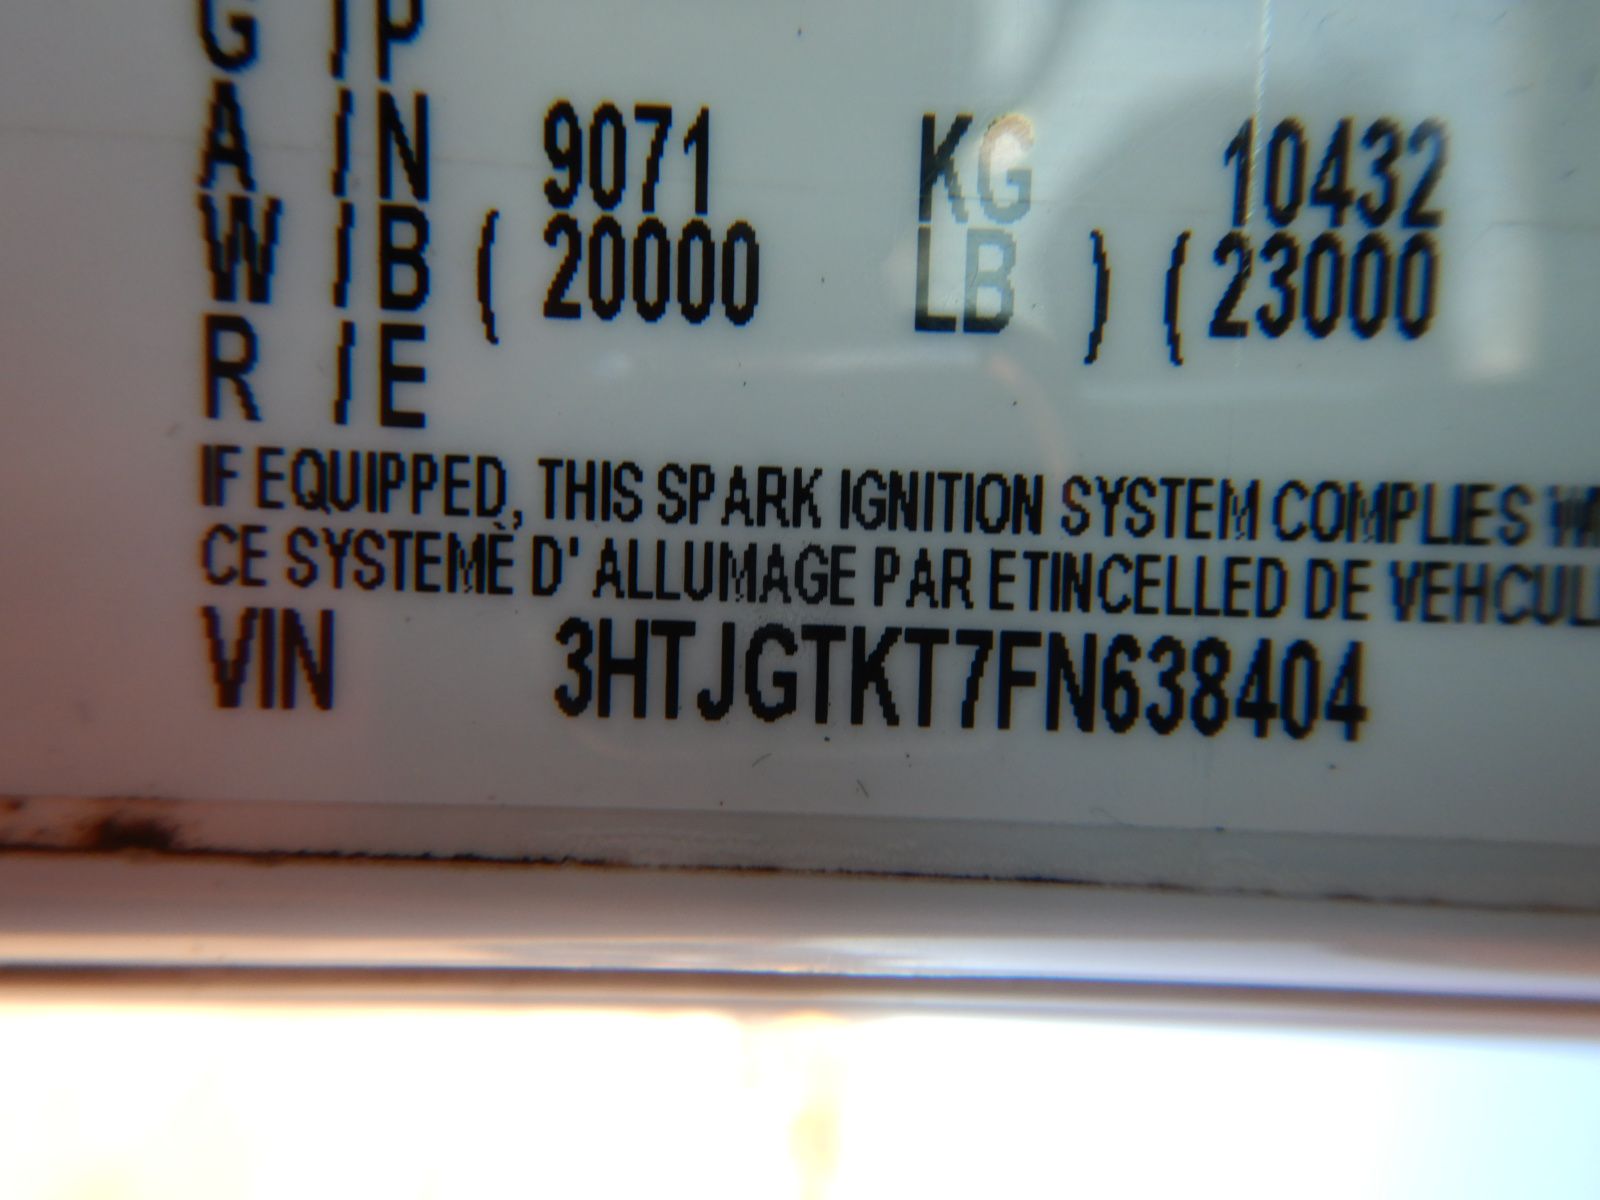 G / P
A / N 9071 KG 10432
W / B ( 20000 LB ) ( 23000
R / E
IF EQUIPPED, THIS SPARK IGNITION SYSTEM COMPLIES
CE SYSTEMÈ D' ALLUMAGE PAR ETINCELLED DE VEHCUL
VIN 3HTJGTKT7FN638404